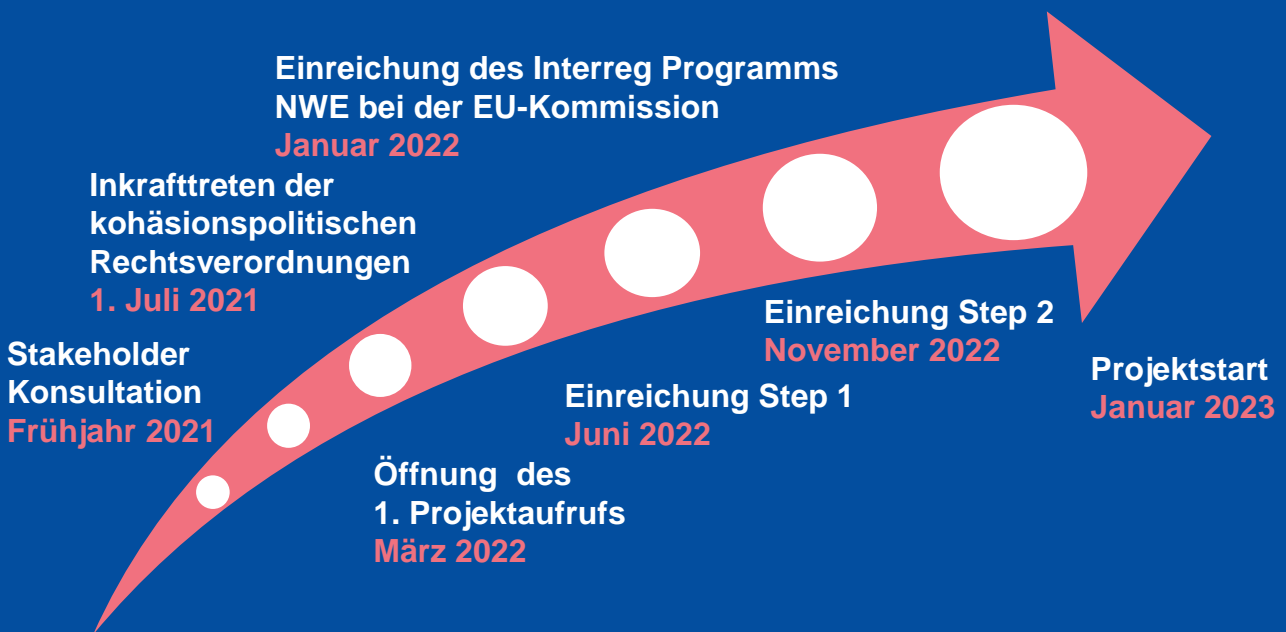 Einreichung des Interreg Programms
NWE bei der EU-Kommission
Januar 2022
Inkrafttreten der
kohäsionspolitischen
Rechtsverordnungen
1. Juli 2021
Stakeholder
Konsultation
Frühjahr 2021
Öffnung des
1. Projektaufrufs
März 2022
Einreichung Step 1
Juni 2022
Einreichung Step 2
November 2022
Projektstart
Januar 2023